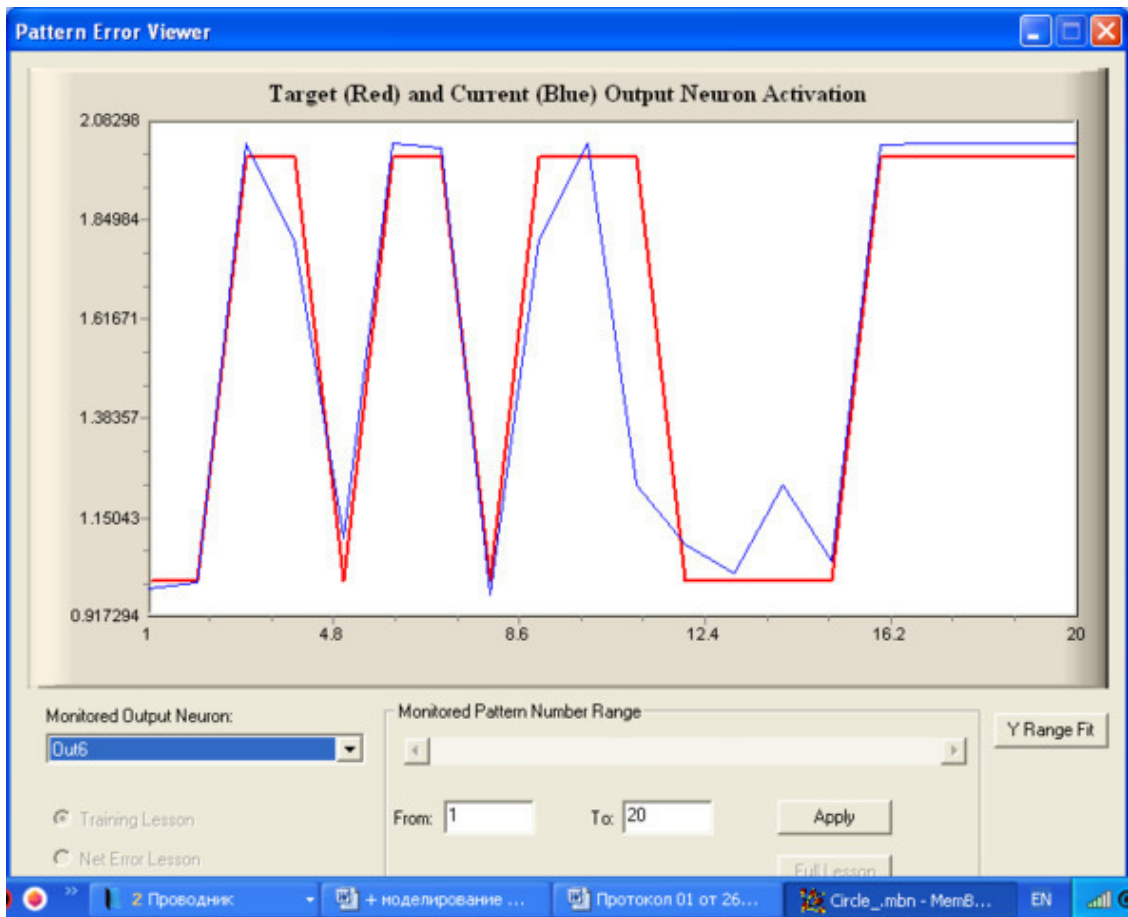 Pattern Error Viewer
Target (Red) and Current (Blue) Output Neuron Activation
2.08298
1.84984
1.61671
1.38357
1.15043
0.917294
1 4.8 8.6 12.4 16.2 20
Monitored Output Neuron:
Out6
Training Lesson
Net Error Lesson
Monitored Pattern Number Range
From: 1 To: 20 Apply
Full Lesson
Y Range Fit
2 Проводник + моделирование ... Протокол 01 от 26... Circle_.mbn - MemB... EN